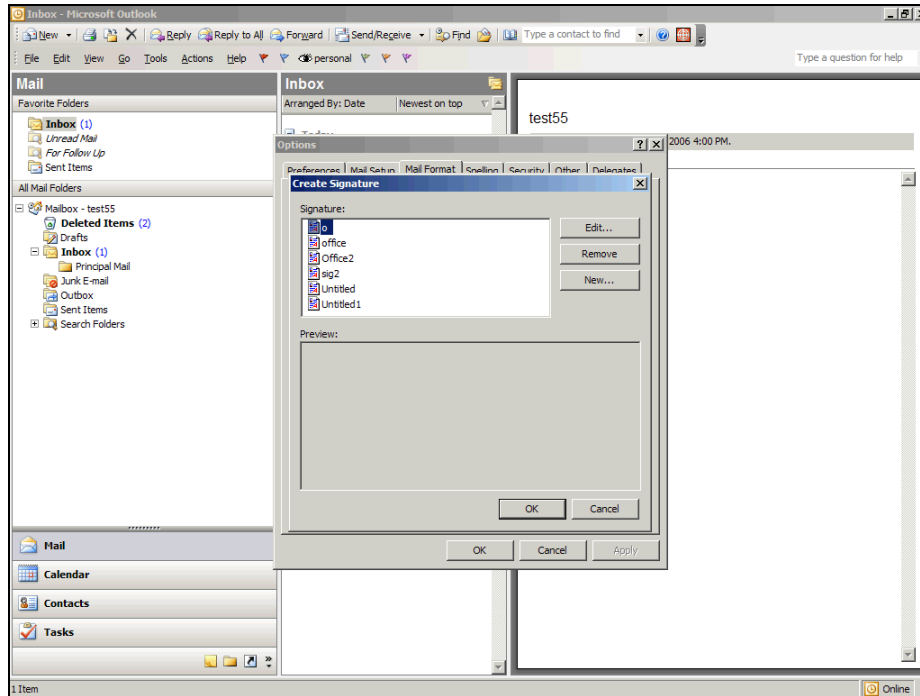 Inbox - Microsoft Outlook
New Reply Reply to All Forward Send/Receive Find Type a contact to find
File Edit View Go Tools Actions Help personal Type a question for help
Mail
Favorite Folders
Inbox (1)
Unread Mail
For Follow Up
Sent Items
All Mail Folders
Mailbox - test55
Deleted Items (2)
Drafts
Inbox (1)
Principal Mail
Junk E-mail
Outbox
Sent Items
Search Folders
Mail
Calendar
Contacts
Tasks
Inbox
Arranged By: Date Newest on top
Today
test55
2006 4:00 PM.
Options
Preferences Mail Setup Mail Format Spelling Security Other Delegates
Create Signature
Signature:
o
office
Office2
sig2
Untitled
Untitled1
Edit...
Remove
New...
Preview:
OK Cancel
OK Cancel Apply
1 Item
Online